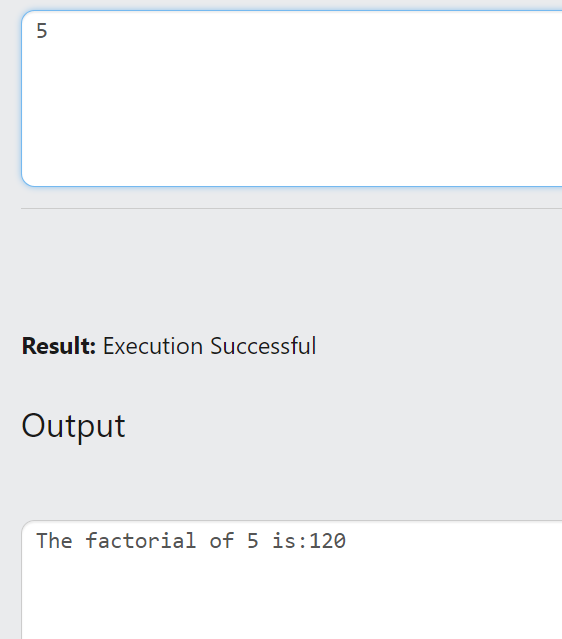 5
Result: Execution Successful
Output
The factorial of 5 is:120